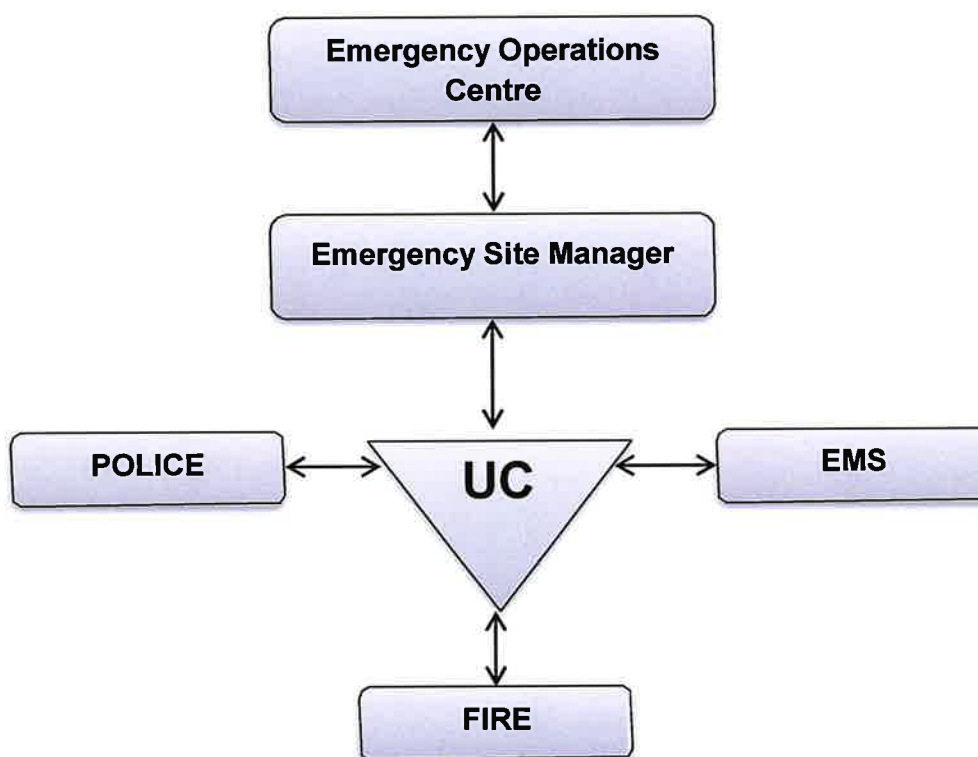 Emergency Operations
Centre
Emergency Site Manager
POLICE
UC
EMS
FIRE